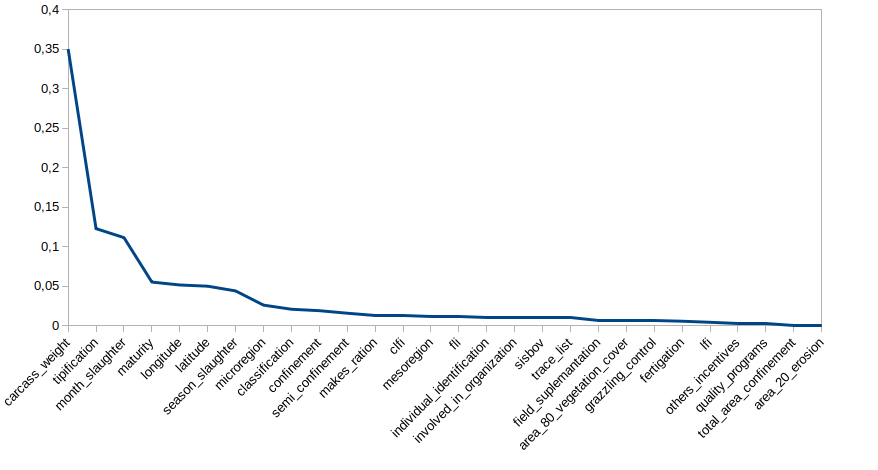 0,4
0,35
0,3
0,25
0,2
0,15
0,1
0,05
0
carcass_weight
tipification
month_slaughter
maturity
longitude
latitude
season_slaughter
microregion
classification
confinement
semi_confinement
makes_ration
clfi
mesoregion
fli
individual_identification
involved_in_organization
sisbov
trace_list
field_suplemantation
area_80_vegetation_cover
grazzling_control
fertigation
lfi
others_incentives
quality_programs
total_area_confinement
area_20_erosion